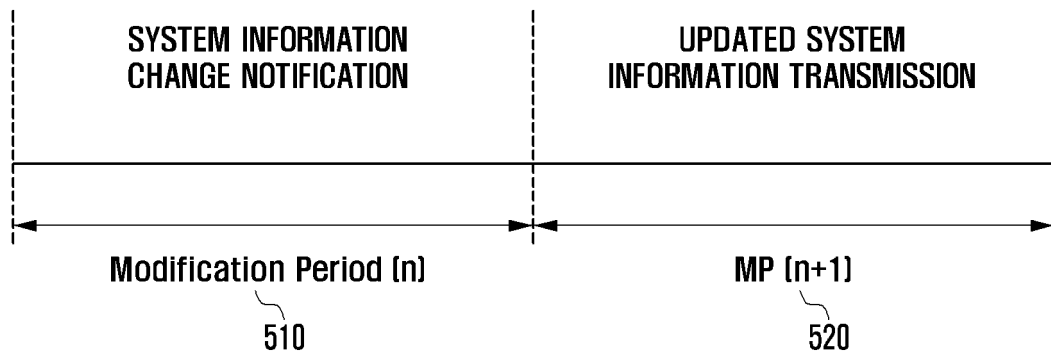 SYSTEM INFORMATION
CHANGE NOTIFICATION
UPDATED SYSTEM
INFORMATION TRANSMISSION
Modification Period (n)
MP (n+1)
510
520